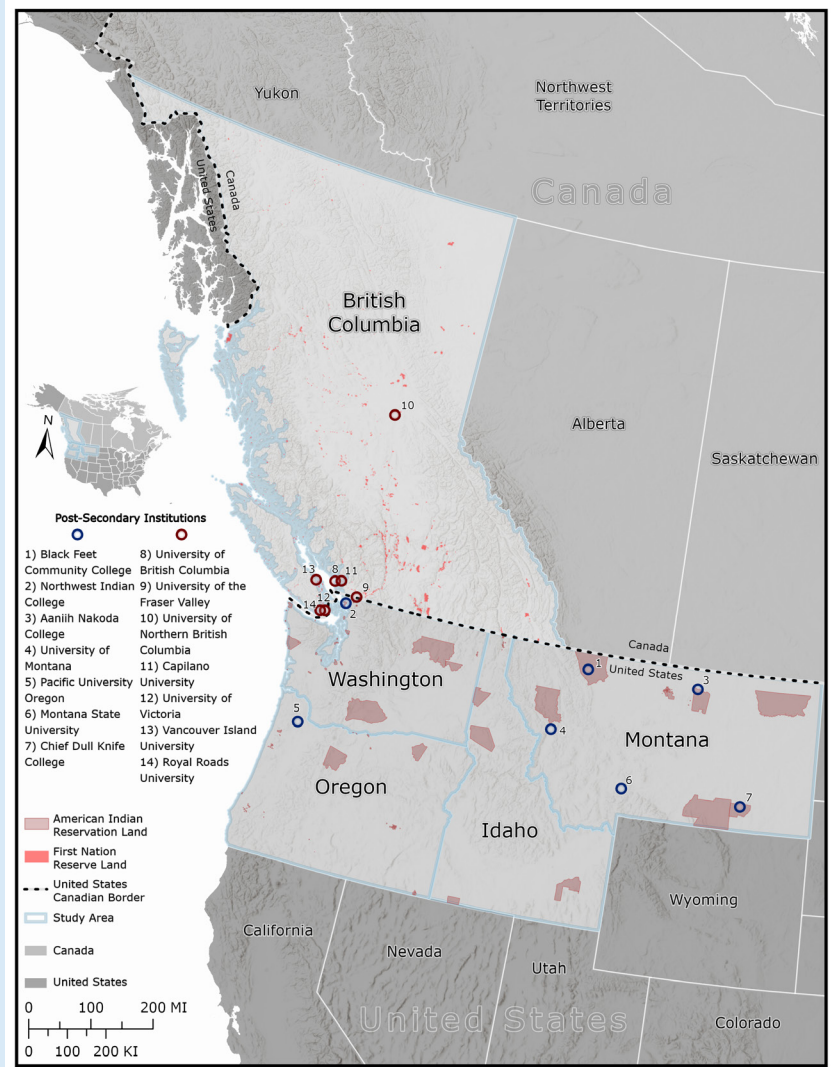 Yukon
Northwest
Territories
Canada
United States
Canada
British
Columbia
Alberta
Saskatchewan
10
N
Post-Secondary Institutions
1) Black Feet
Community College
2) Northwest Indian
College
3) Aaniih Nakoda
College
4) University of
Montana
5) Pacific University
Oregon
6) Montana State
University
7) Chief Dull Knife
College
8) University of
British Columbia
9) University of the
Fraser Valley
10) University of
Northern British
Columbia
11) Capilano
University
12) University of
Victoria
13) Vancouver Island
University
14) Royal Roads
University
13
8
11
9
12
14
2
Canada
United States
1
3
Washington
5
4
Montana
Oregon
6
7
Idaho
American Indian
Reservation Land
First Nation
Reserve Land
United States
Canadian Border
Study Area
Canada
United States
0 100 200 MI
0 100 200 KI
Wyoming
California
Nevada
Utah
United States
Colorado